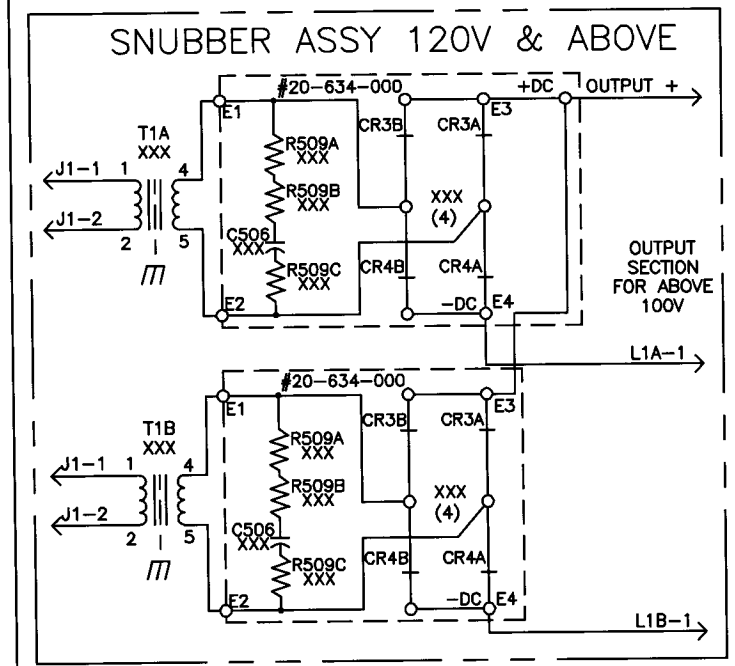 SNUBBER ASSY 120V & ABOVE
#20-634-000
+DC
OUTPUT +
E1
E3
CR3B
CR3A
T1A
XXX
R509A
XXX
J1-1
1
4
R509B
XXX
XXX
(4)
J1-2
2
5
C506
XXX
R509C
XXX
CR4B
CR4A
OUTPUT
SECTION
FOR ABOVE
100V
E2
-DC
E4
L1A-1
#20-634-000
E1
E3
CR3B
CR3A
T1B
XXX
R509A
XXX
J1-1
1
4
R509B
XXX
XXX
(4)
J1-2
2
5
C506
XXX
R509C
XXX
CR4B
CR4A
E2
-DC
E4
L1B-1